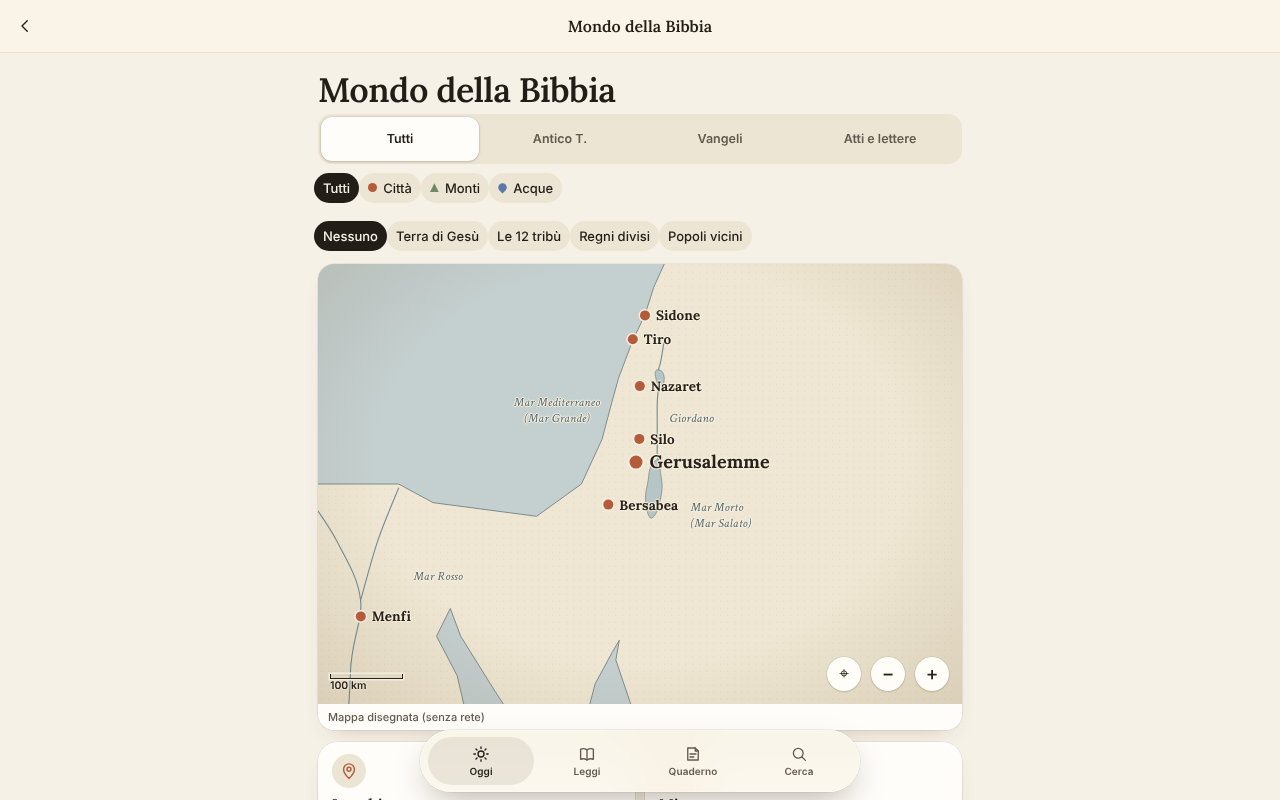 Mondo della Bibbia
Mondo della Bibbia
Tutti
Antico T.
Vangeli
Atti e lettere
Tutti
Città
Monti
Acque
Nessuno
Terra di Gesù
Le 12 tribù
Regni divisi
Popoli vicini
Sidone
Tiro
Nazaret
Mar Mediterraneo
(Mar Grande)
Giordano
Silo
Gerusalemme
Bersabea
Mar Morto
(Mar Salato)
Mar Rosso
Menfi
100 km
Mappa disegnata (senza rete)
Oggi
Leggi
Quaderno
Cerca